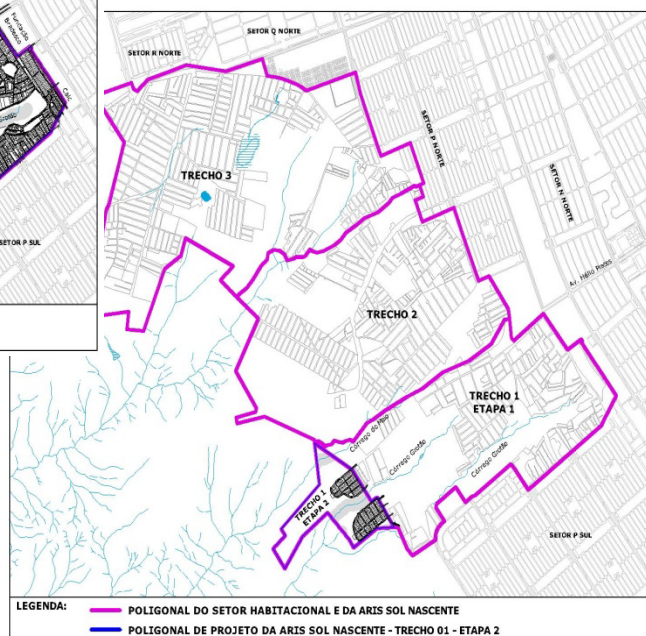 Fundação
Bradesco
SETOR P SUL
SETOR Q NORTE
SETOR R NORTE
SETOR P NORTE
SETOR N NORTE
TRECHO 3
Av. Hélio Prates
TRECHO 2
TRECHO 1
ETAPA 1
Córrego do Meio
Córrego Grotão
Córrego Grotão
TRECHO 1
ETAPA 2
SETOR P SUL
LEGENDA:
POLIGONAL DO SETOR HABITACIONAL E DA ARIS SOL NASCENTE
POLIGONAL DE PROJETO DA ARIS SOL NASCENTE - TRECHO 01 - ETAPA 2